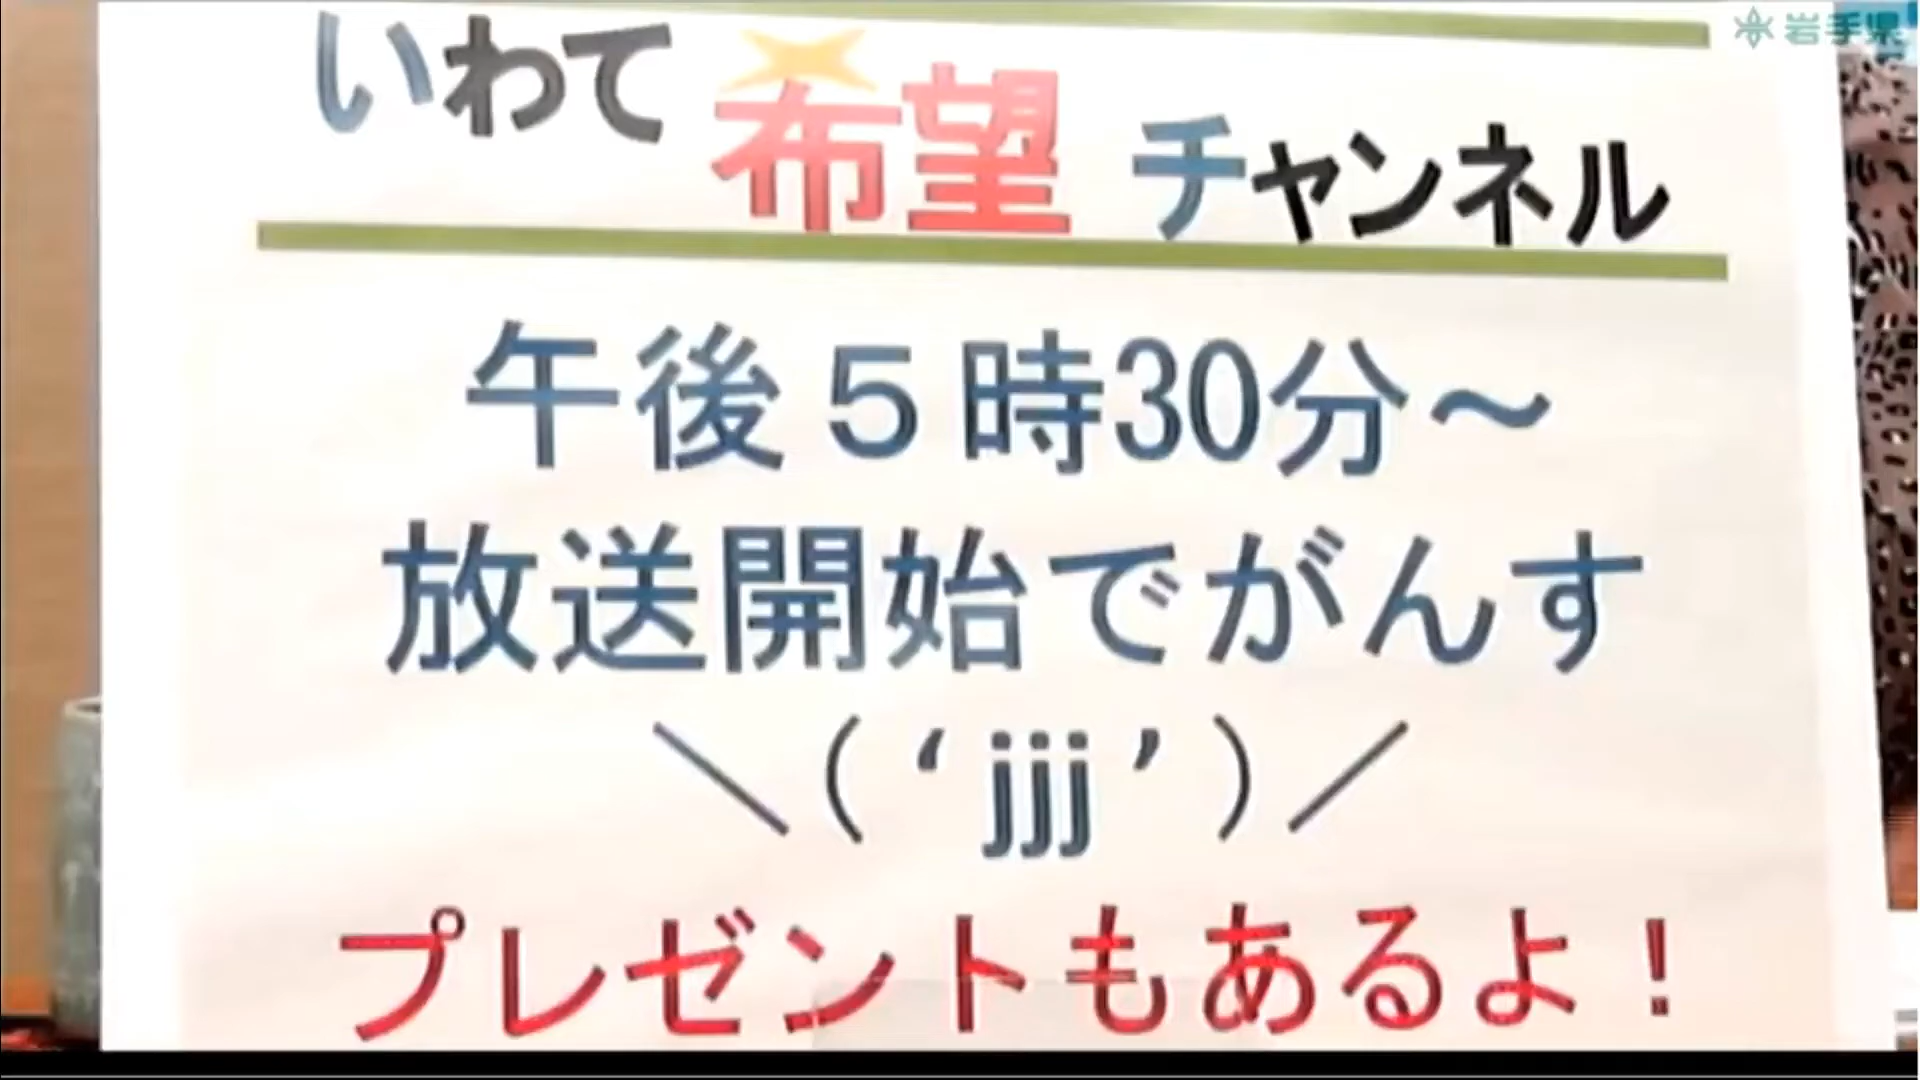 岩手県
いわて希望チャンネル
午後５時30分～
放送開始でがんす
＼（‘jjj’）／
プレゼントもあるよ！